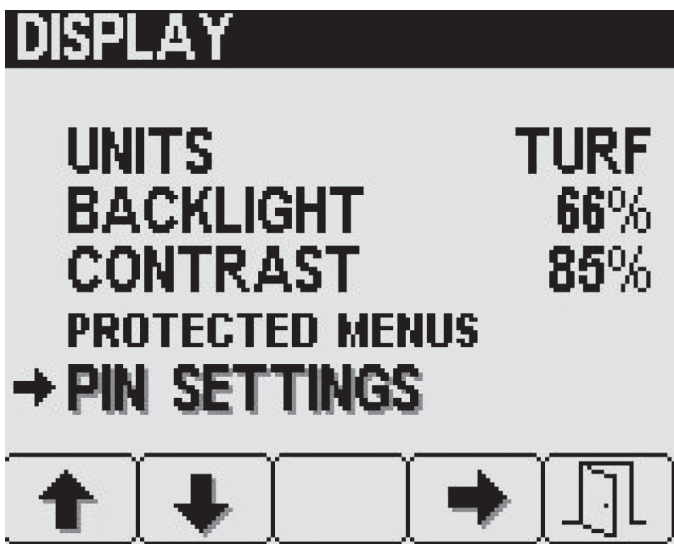 DISPLAY
UNITS TURF
BACKLIGHT 66%
CONTRAST 85%
PROTECTED MENUS
PIN SETTINGS